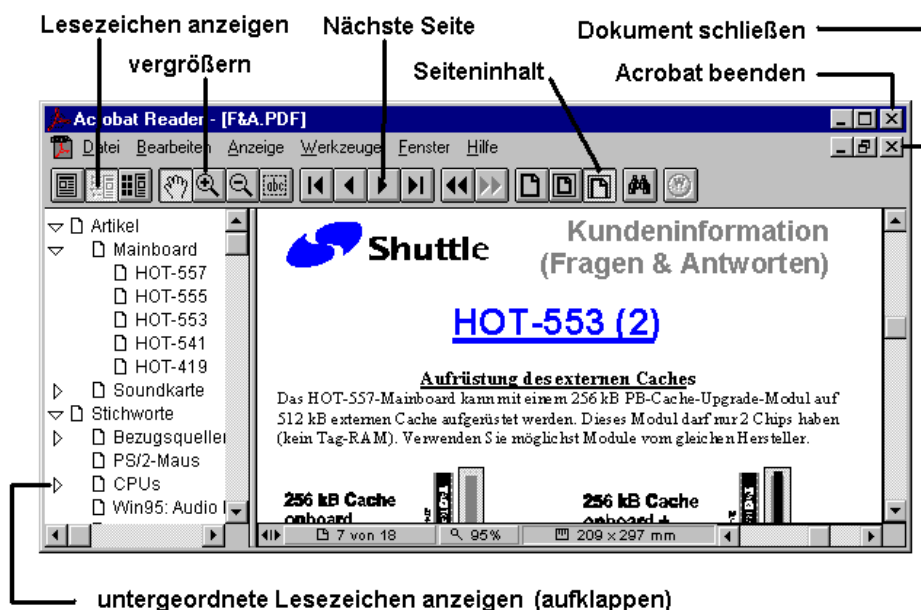 Lesezeichen anzeigen
Nächste Seite
Dokument schließen
vergrößern
Seiteninhalt
Acrobat beenden
Acrobat Reader - [F&A.PDF]
Datei Bearbeiten Anzeige Werkzeuge Fenster Hilfe
abc
Artikel
Mainboard
HOT-557
HOT-555
HOT-553
HOT-541
HOT-419
Soundkarte
Stichworte
Bezugsqueller
PS/2-Maus
CPUs
Win95: Audio
Shuttle
Kundeninformation
(Fragen & Antworten)
HOT-553 (2)
Aufrüstung des externen Caches
Das HOT-557-Mainboard kann mit einem 256 kB PB-Cache-Upgrade-Modul auf
512 kB externen Cache aufgerüstet werden. Dieses Modul darf nur 2 Chips haben
(kein Tag-RAM). Verwenden Sie möglichst Module vom gleichen Hersteller.
256 kB Cache
onboard
256 kB Cache
onboard +
7 von 18
95%
209 x 297 mm
untergeordnete Lesezeichen anzeigen (aufklappen)